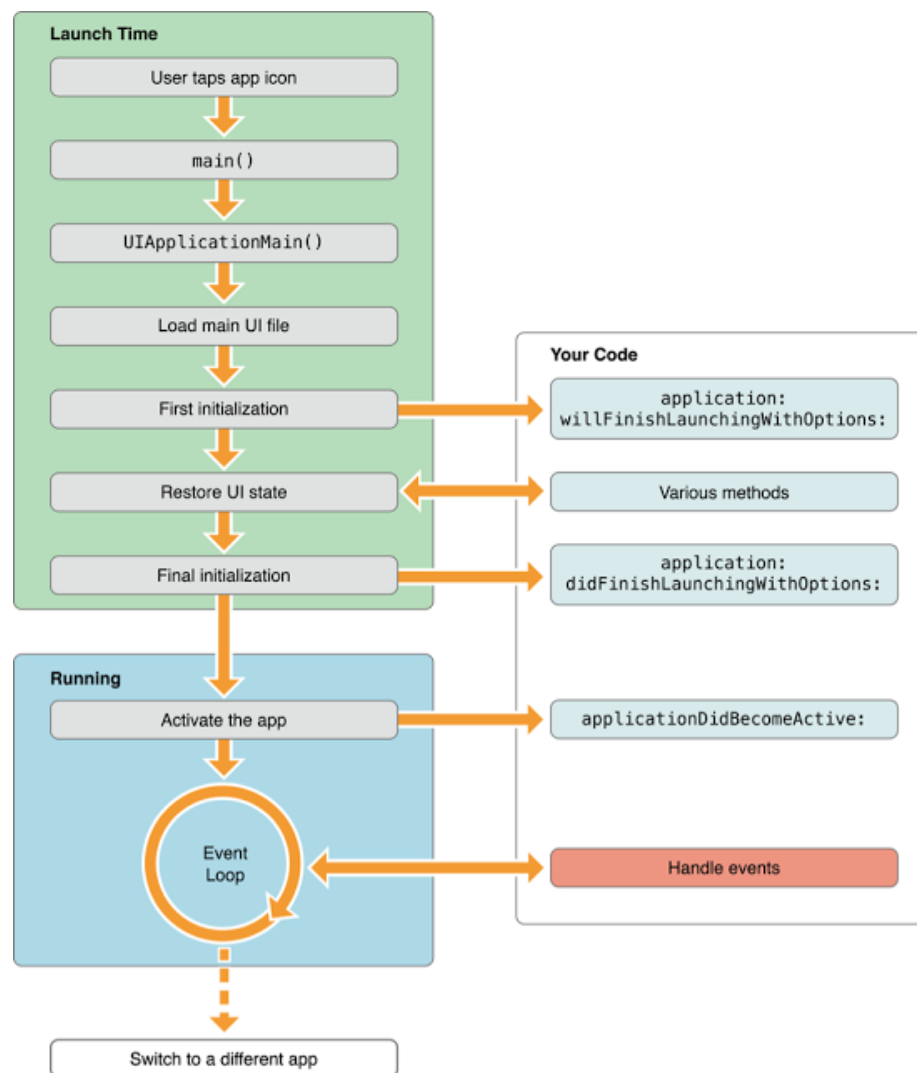 Launch Time
User taps app icon
main()
UIApplicationMain()
Load main UI file
First initialization
Restore UI state
Final initialization
Your Code
application:
willFinishLaunchingWithOptions:
Various methods
application:
didFinishLaunchingWithOptions:
Running
Activate the app
applicationDidBecomeActive:
Event
Loop
Handle events
Switch to a different app